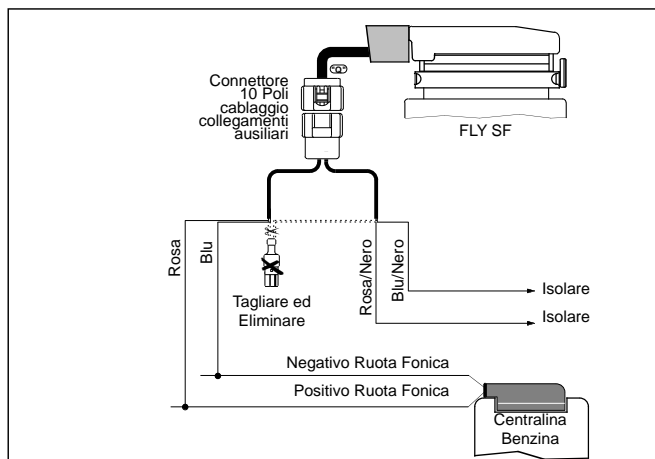 Connettore
10 Poli
cablaggio
collegamenti
ausiliari
FLY SF
Rosa
Blu
Tagliare ed
Eliminare
Rosa/Nero
Blu/Nero
Isolare
Isolare
Negativo Ruota Fonica
Positivo Ruota Fonica
Centralina
Benzina